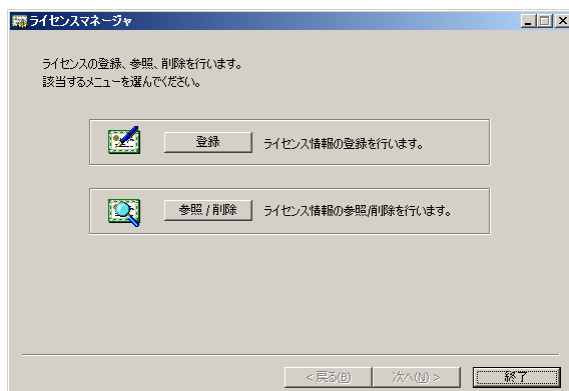 ライセンスマネージャ
ライセンスの登録、参照、削除を行います。
該当するメニューを選んでください。
登録
ライセンス情報の登録を行います。
参照 / 削除
ライセンス情報の参照/削除を行います。
< 戻る(B)
次へ(N) >
終了